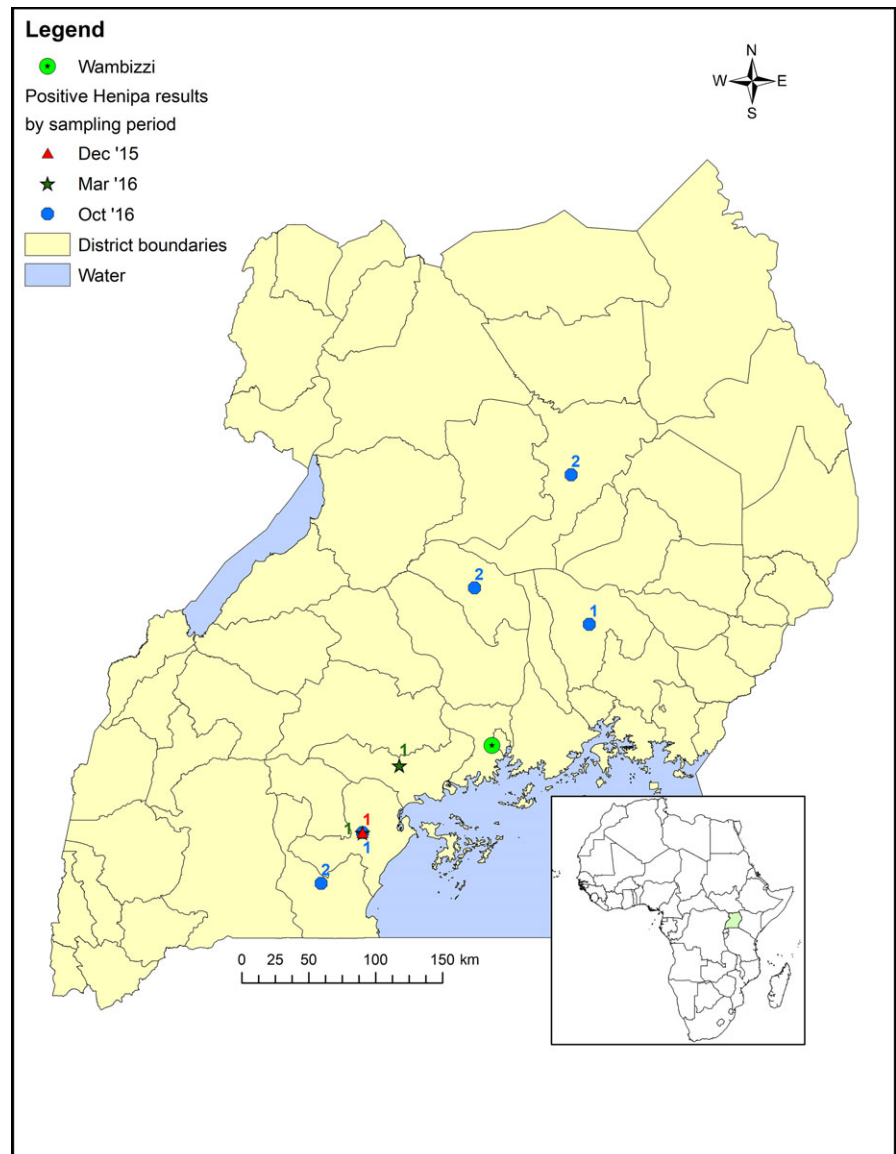 Legend
Wambizzi
Positive Henipa results
by sampling period
Dec '15
Mar '16
Oct '16
District boundaries
Water
N
W E
S
2
2
1
1
1
1
1
2
0 25 50 100 150 km